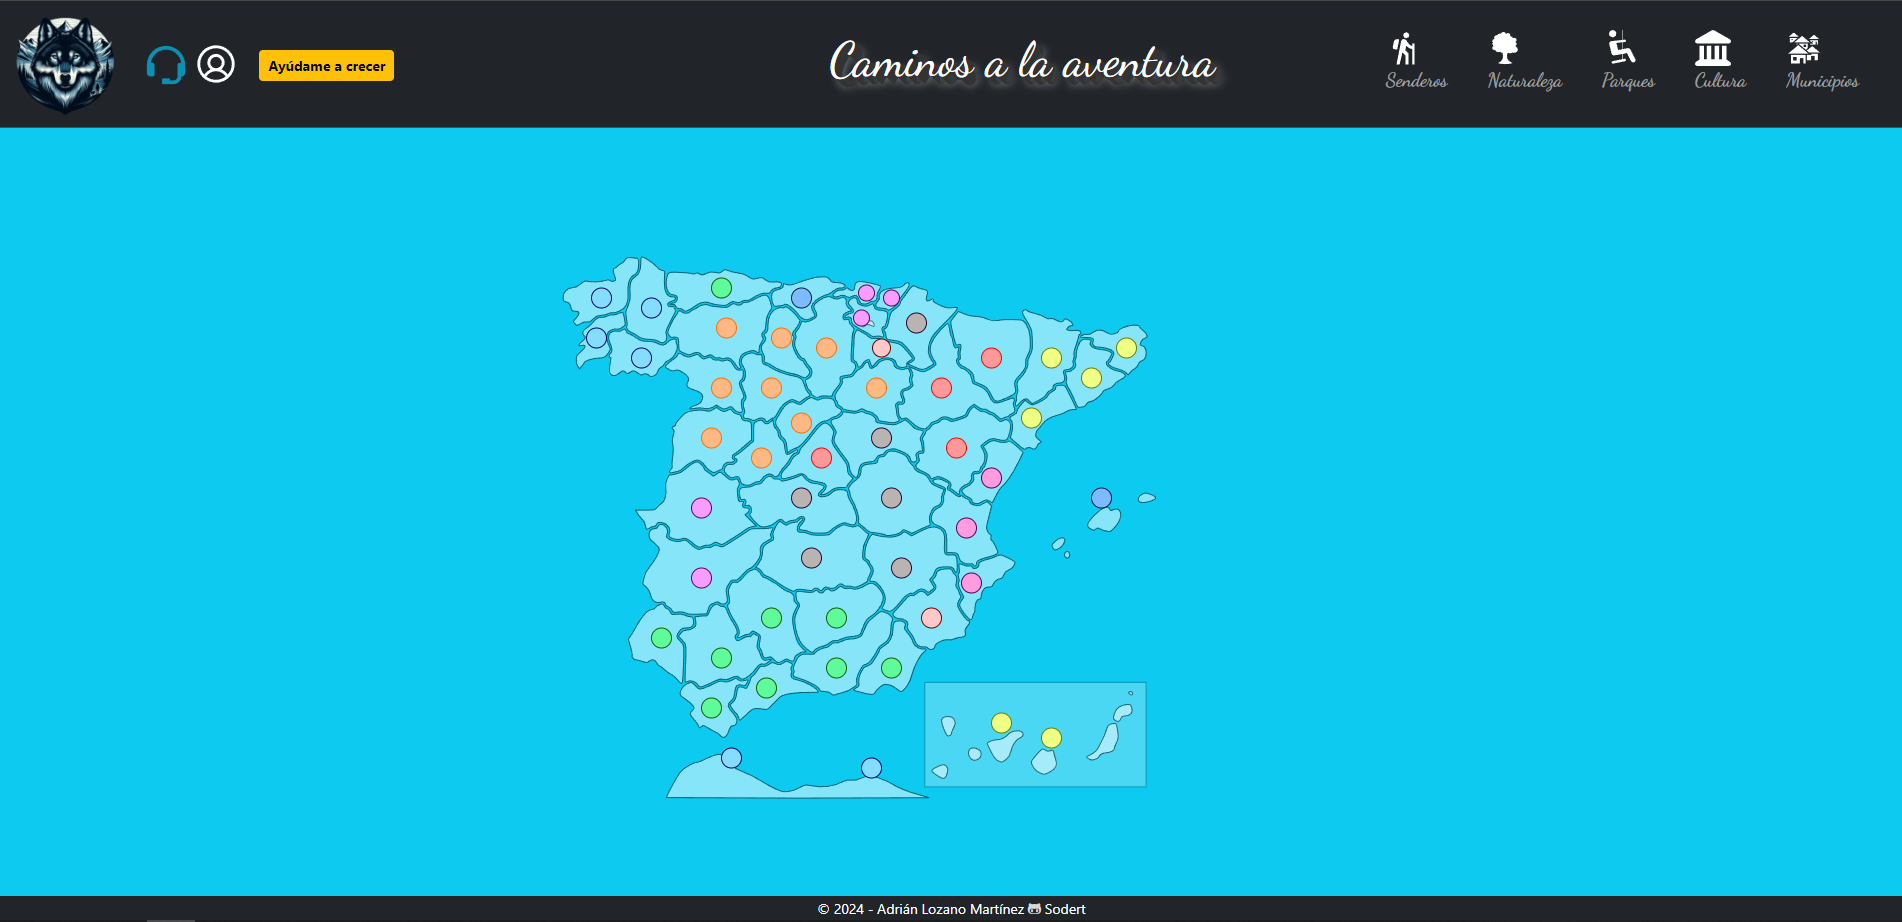 Ayúdame a crecer
Caminos a la aventura
Senderos
Naturaleza
Parques
Cultura
Municipios
© 2024 - Adrián Lozano Martínez Sodert